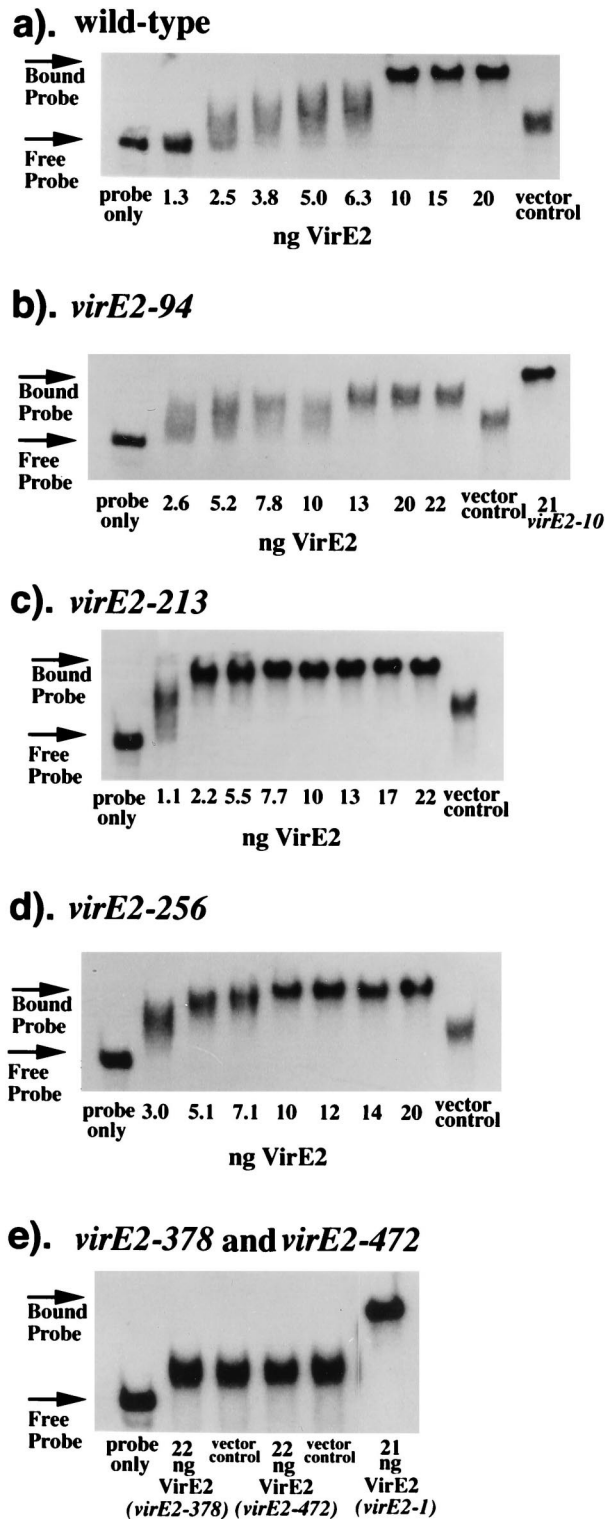 a). wild-type
Bound
Probe
Free
Probe
probe only 1.3 2.5 3.8 5.0 6.3 10 15 20 vector control
ng VirE2
b). virE2-94
Bound
Probe
Free
Probe
probe only 2.6 5.2 7.8 10 13 20 22 vector control 21 virE2-10
ng VirE2
c). virE2-213
Bound
Probe
Free
Probe
probe only 1.1 2.2 5.5 7.7 10 13 17 22 vector control
ng VirE2
d). virE2-256
Bound
Probe
Free
Probe
probe only 3.0 5.1 7.1 10 12 14 20 vector control
ng VirE2
e). virE2-378 and virE2-472
Bound
Probe
Free
Probe
probe only 22 ng VirE2 (virE2-378) vector control 22 ng VirE2 (virE2-472) vector control 21 ng VirE2 (virE2-1)